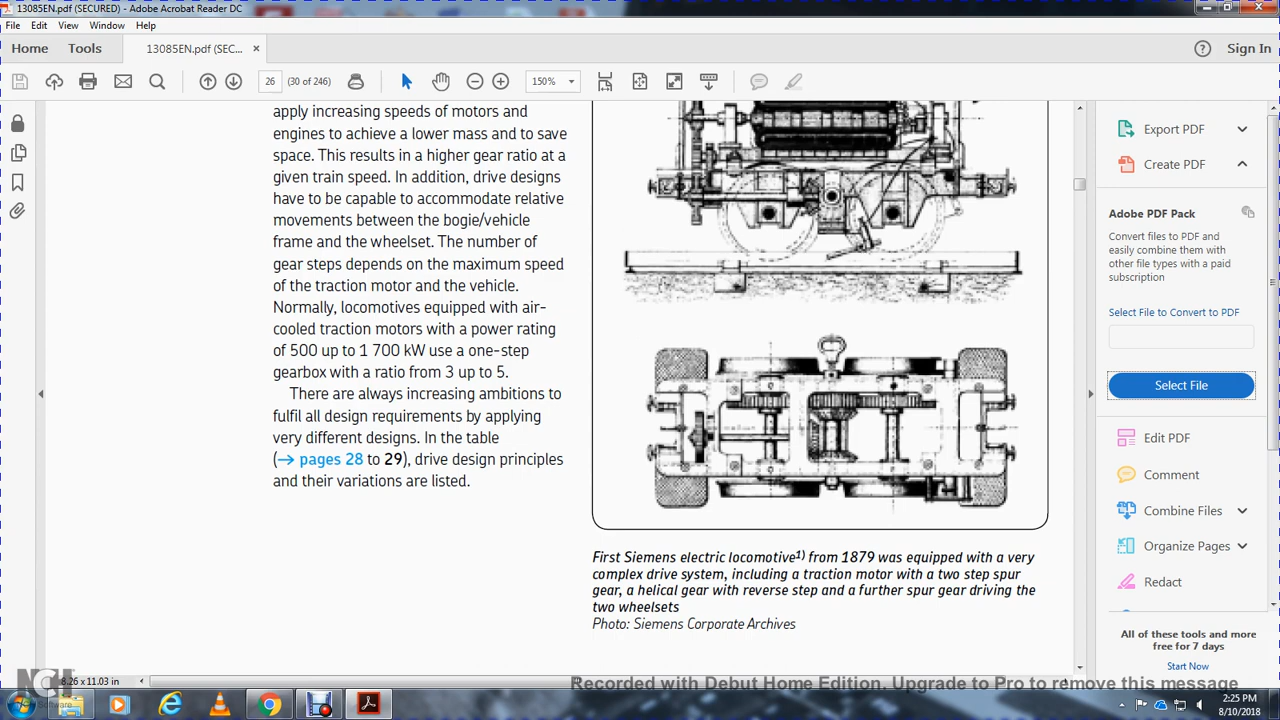 13085EN.pdf (SECURED) - Adobe Acrobat Reader DC
File Edit View Window Help
Home Tools 13085EN.pdf (SEC... × Sign In
26 (30 of 246) 150%
apply increasing speeds of motors and
engines to achieve a lower mass and to save
space. This results in a higher gear ratio at a
given train speed. In addition, drive designs
have to be capable to accommodate relative
movements between the bogie/vehicle
frame and the wheelset. The number of
gear steps depends on the maximum speed
of the traction motor and the vehicle.
Normally, locomotives equipped with air-
cooled traction motors with a power rating
of 500 up to 1 700 kW use a one-step
gearbox with a ratio from 3 up to 5.
There are always increasing ambitions to
fulfil all design requirements by applying
very different designs. In the table
(→ pages 28 to 29), drive design principles
and their variations are listed.
First Siemens electric locomotive1) from 1879 was equipped with a very
complex drive system, including a traction motor with a two step spur
gear, a helical gear with reverse step and a further spur gear driving the
two wheelsets
Photo: Siemens Corporate Archives
Export PDF
Create PDF
Adobe PDF Pack
Convert files to PDF and
easily combine them with
other file types with a paid
subscription
Select File to Convert to PDF
Select File
Edit PDF
Comment
Combine Files
Organize Pages
Redact
All of these tools and more
free for 7 days
Start Now
8.26 x 11.03 in
NCH
Software
Recorded with Debut Home Edition. Upgrade to Pro to remove this message
2:25 PM
8/10/2018